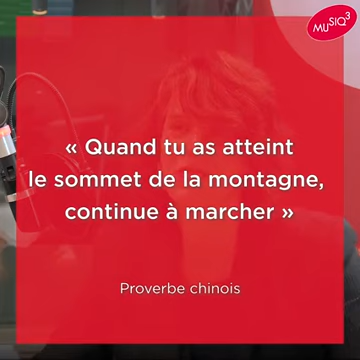 MUSIQ3
« Quand tu as atteint
le sommet de la montagne,
continue à marcher »
Proverbe chinois